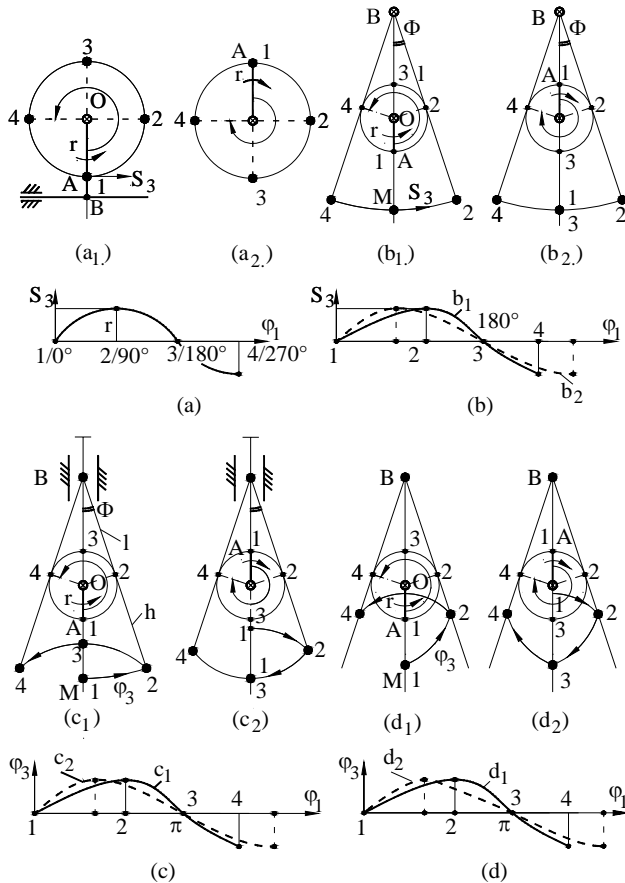 3 A 1 B Φ B Φ
r 3 1 A 1
4 O 2 4 2 4 O 2 4 2
r r 3
A 1 S3 3 1 A
B 4 M S3 2 4 1 2
3
(a1.) (a2.) (b1.) (b2.)
S3 S3 b1
r φ1 180° 4 φ1
1/0° 2/90° 3/180° 4/270° 1 2 3 b2
(a) (b)
B B B
Φ
l 3 A 1 3 1 A
4 O 2 4 2 4 O 2 4 2
r h 3 r 1
A 1 1 A 1
3
4 2 4 1 2 φ3
M 1 φ3 3 M 1 3
(c1) (c2) (d1) (d2)
φ3 c2 c1 φ3 d2 d1
3 4 φ1 3 4 φ1
1 2 π 1 2 π
(c) (d)